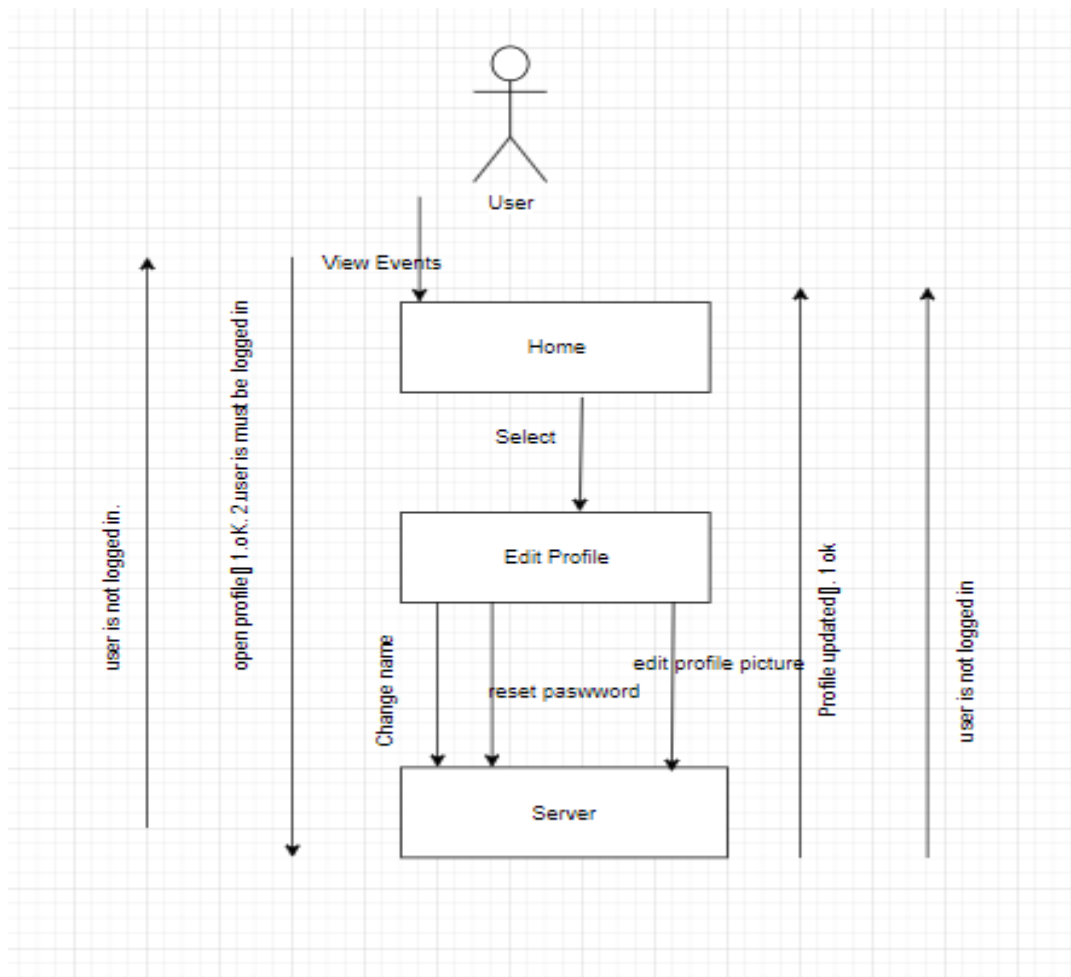 User
View Events
Home
Select
Edit Profile
Change name
reset paswword
edit profile picture
Server
user is not logged in.
open profile[] 1.oK. 2.user is must be logged in
Profile updated[]. 1 ok
user is not logged in